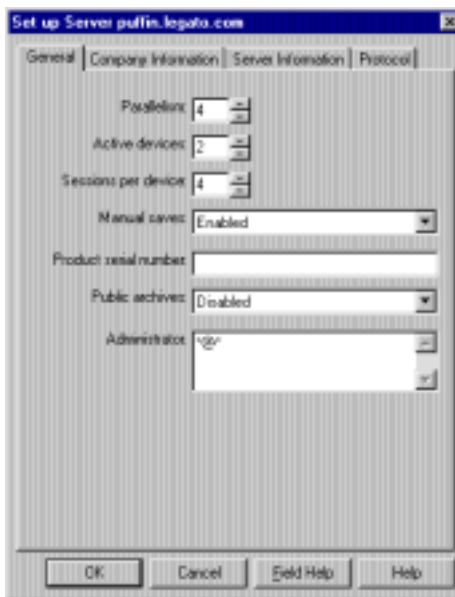 Set up Server puffin.legato.com
General Company Information Server Information Protocol
Parallelism: 4
Active devices: 2
Sessions per device: 4
Manual saves: Enabled
Product serial number:
Public archives: Disabled
Administrator:
OK Cancel Field Help Help